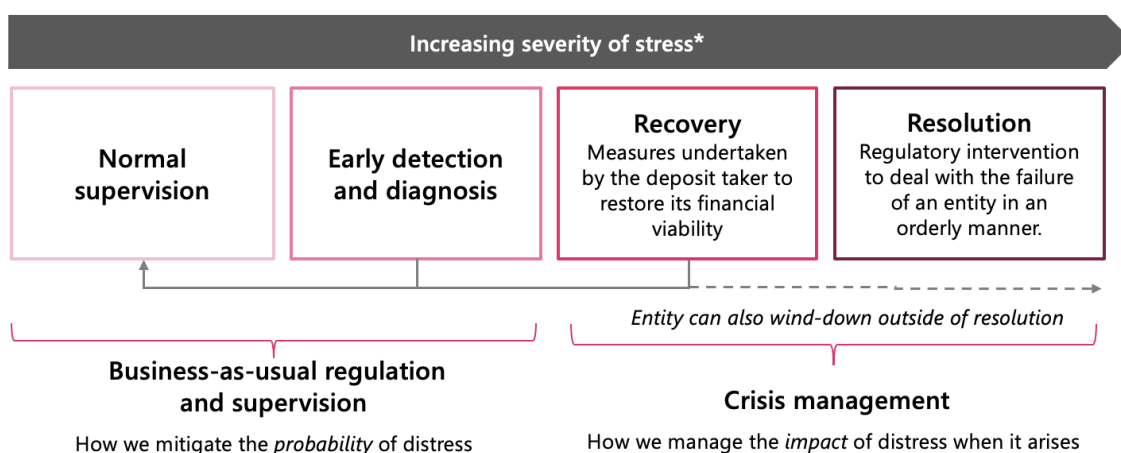 Increasing severity of stress*
Normal
supervision
Early detection
and diagnosis
Recovery
Measures undertaken
by the deposit taker to
restore its financial
viability
Resolution
Regulatory intervention
to deal with the failure
of an entity in an
orderly manner.
Entity can also wind-down outside of resolution
Business-as-usual regulation
and supervision
How we mitigate the probability of distress
Crisis management
How we manage the impact of distress when it arises